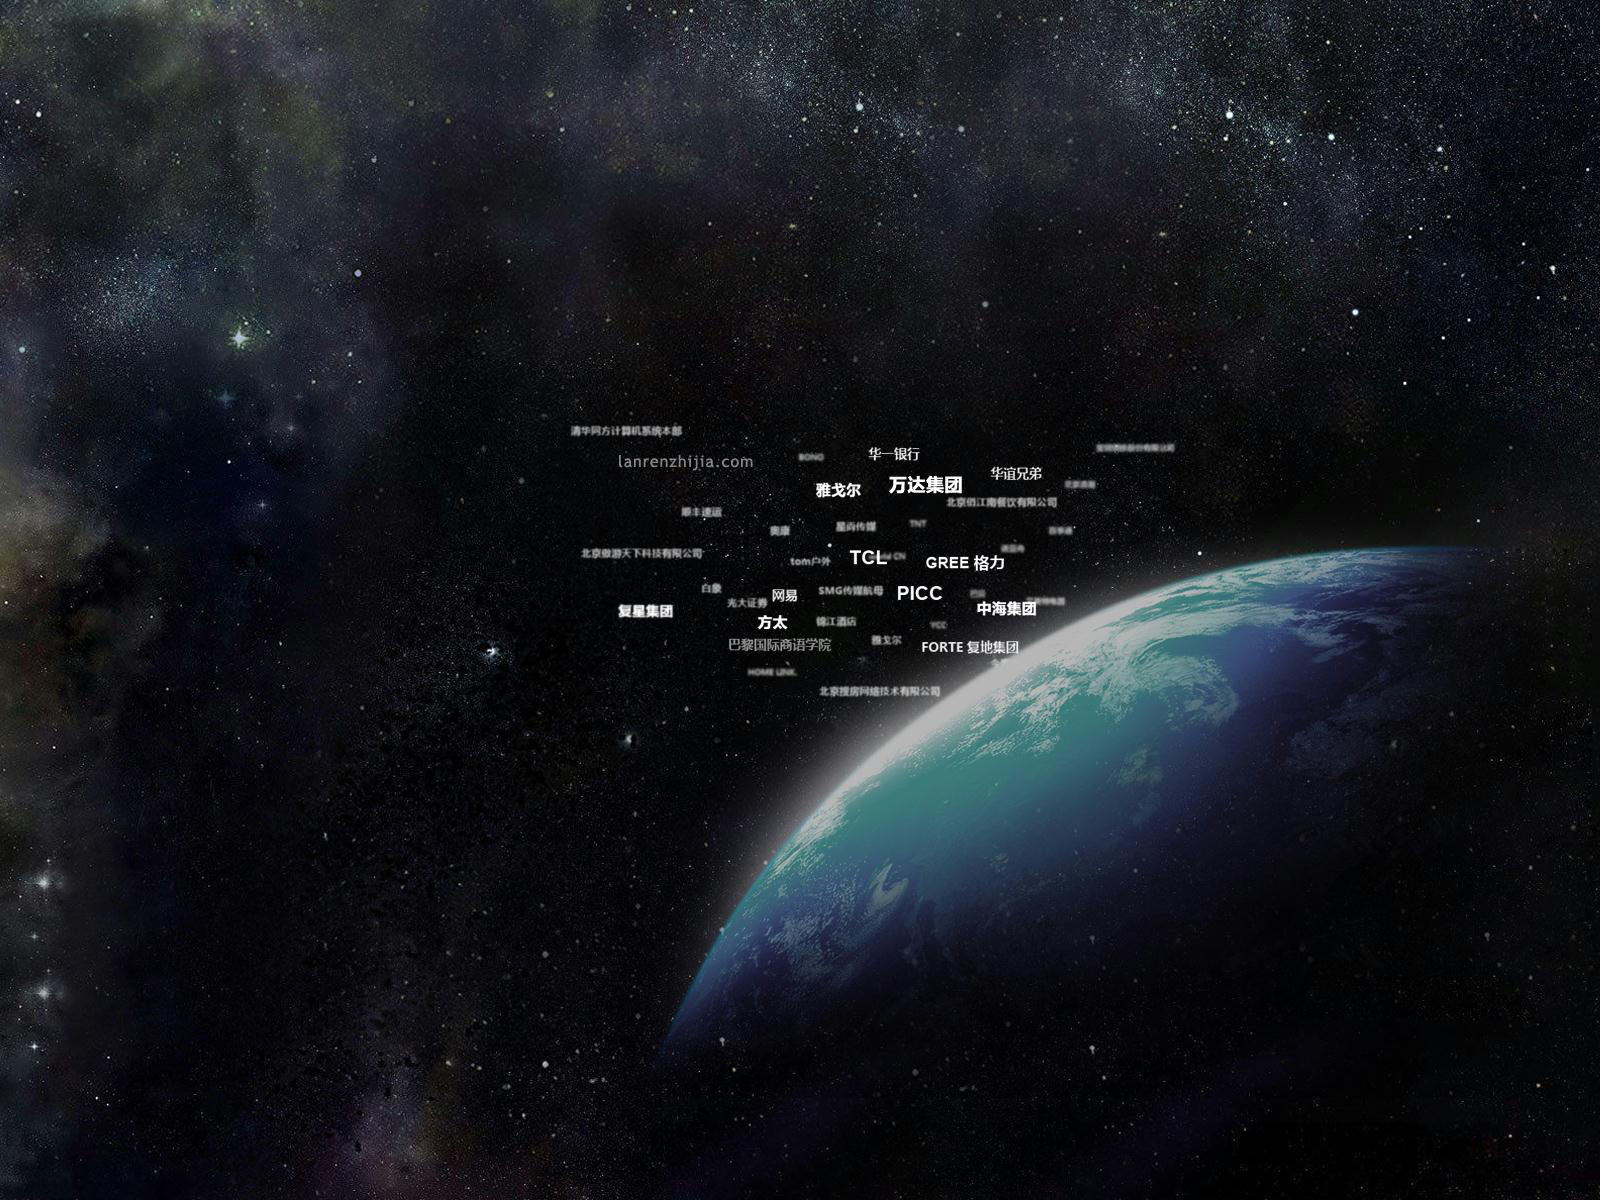 清华同方计算机系统本部
lanrenzhijia.com
BONO
华一银行
华谊兄弟
雅戈尔
万达集团
北京俏江南餐饮有限公司
顺丰速运
奥康
星尚传媒
TNT
北京傲游天下科技有限公司
tom户外
TCL
GREE 格力
白象
光大证券
网易
SMG传媒航母
PICC
复星集团
中海集团
方太
锦江酒店
YCC
巴黎国际商语学院
雅戈尔
FORTE 复地集团
HOME LINK.
北京搜房网络技术有限公司